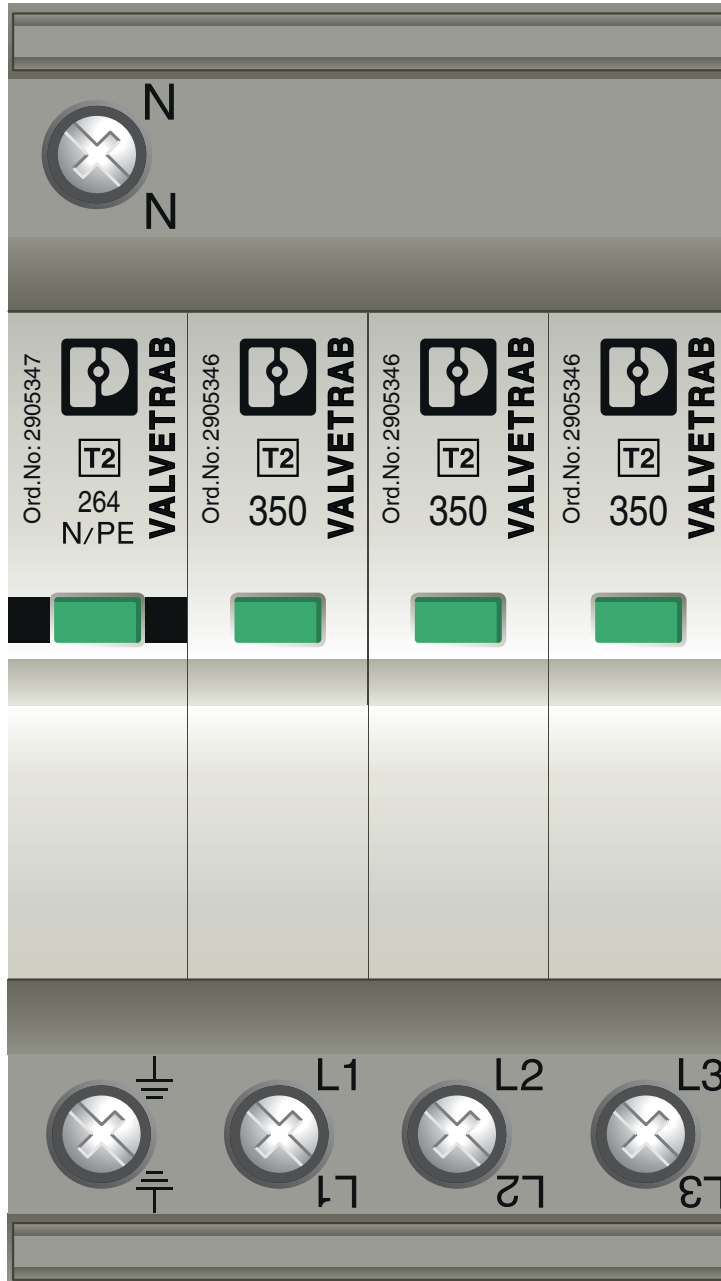 N
N
Ord.No: 2905347
T2
264
N/PE
VALVETRAB
Ord.No: 2905346
T2
350
VALVETRAB
Ord.No: 2905346
T2
350
VALVETRAB
Ord.No: 2905346
T2
350
VALVETRAB
L1
L2
L3
L1
L2
L3